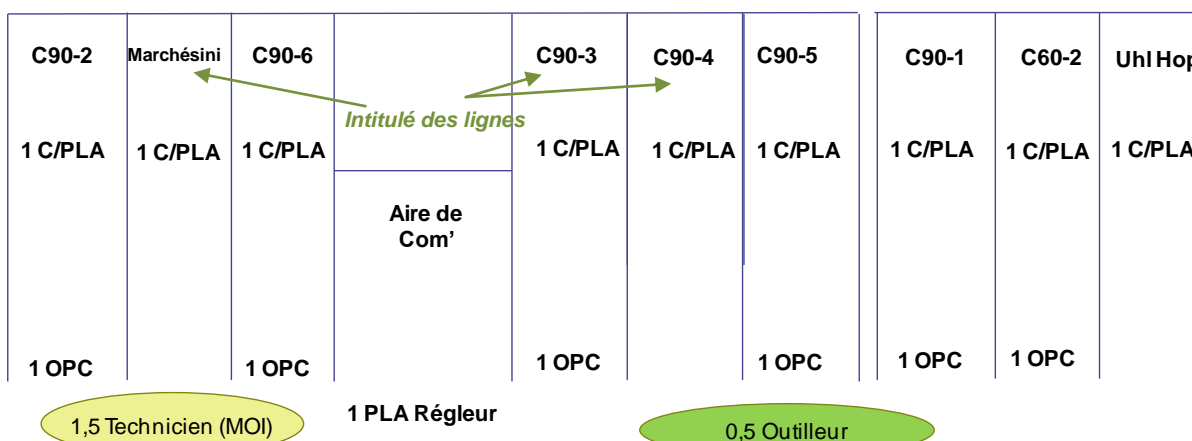 C90-2 Marchésini C90-6 C90-3 C90-4 C90-5 C90-1 C60-2 Uhl Hop
Intitulé des lignes
1 C/PLA 1 C/PLA 1 C/PLA 1 C/PLA 1 C/PLA 1 C/PLA 1 C/PLA 1 C/PLA 1 C/PLA
Aire de
Com’
1 OPC 1 OPC 1 OPC 1 OPC 1 OPC 1 OPC
1,5 Technicien (MOI) 1 PLA Régleur 0,5 Outilleur